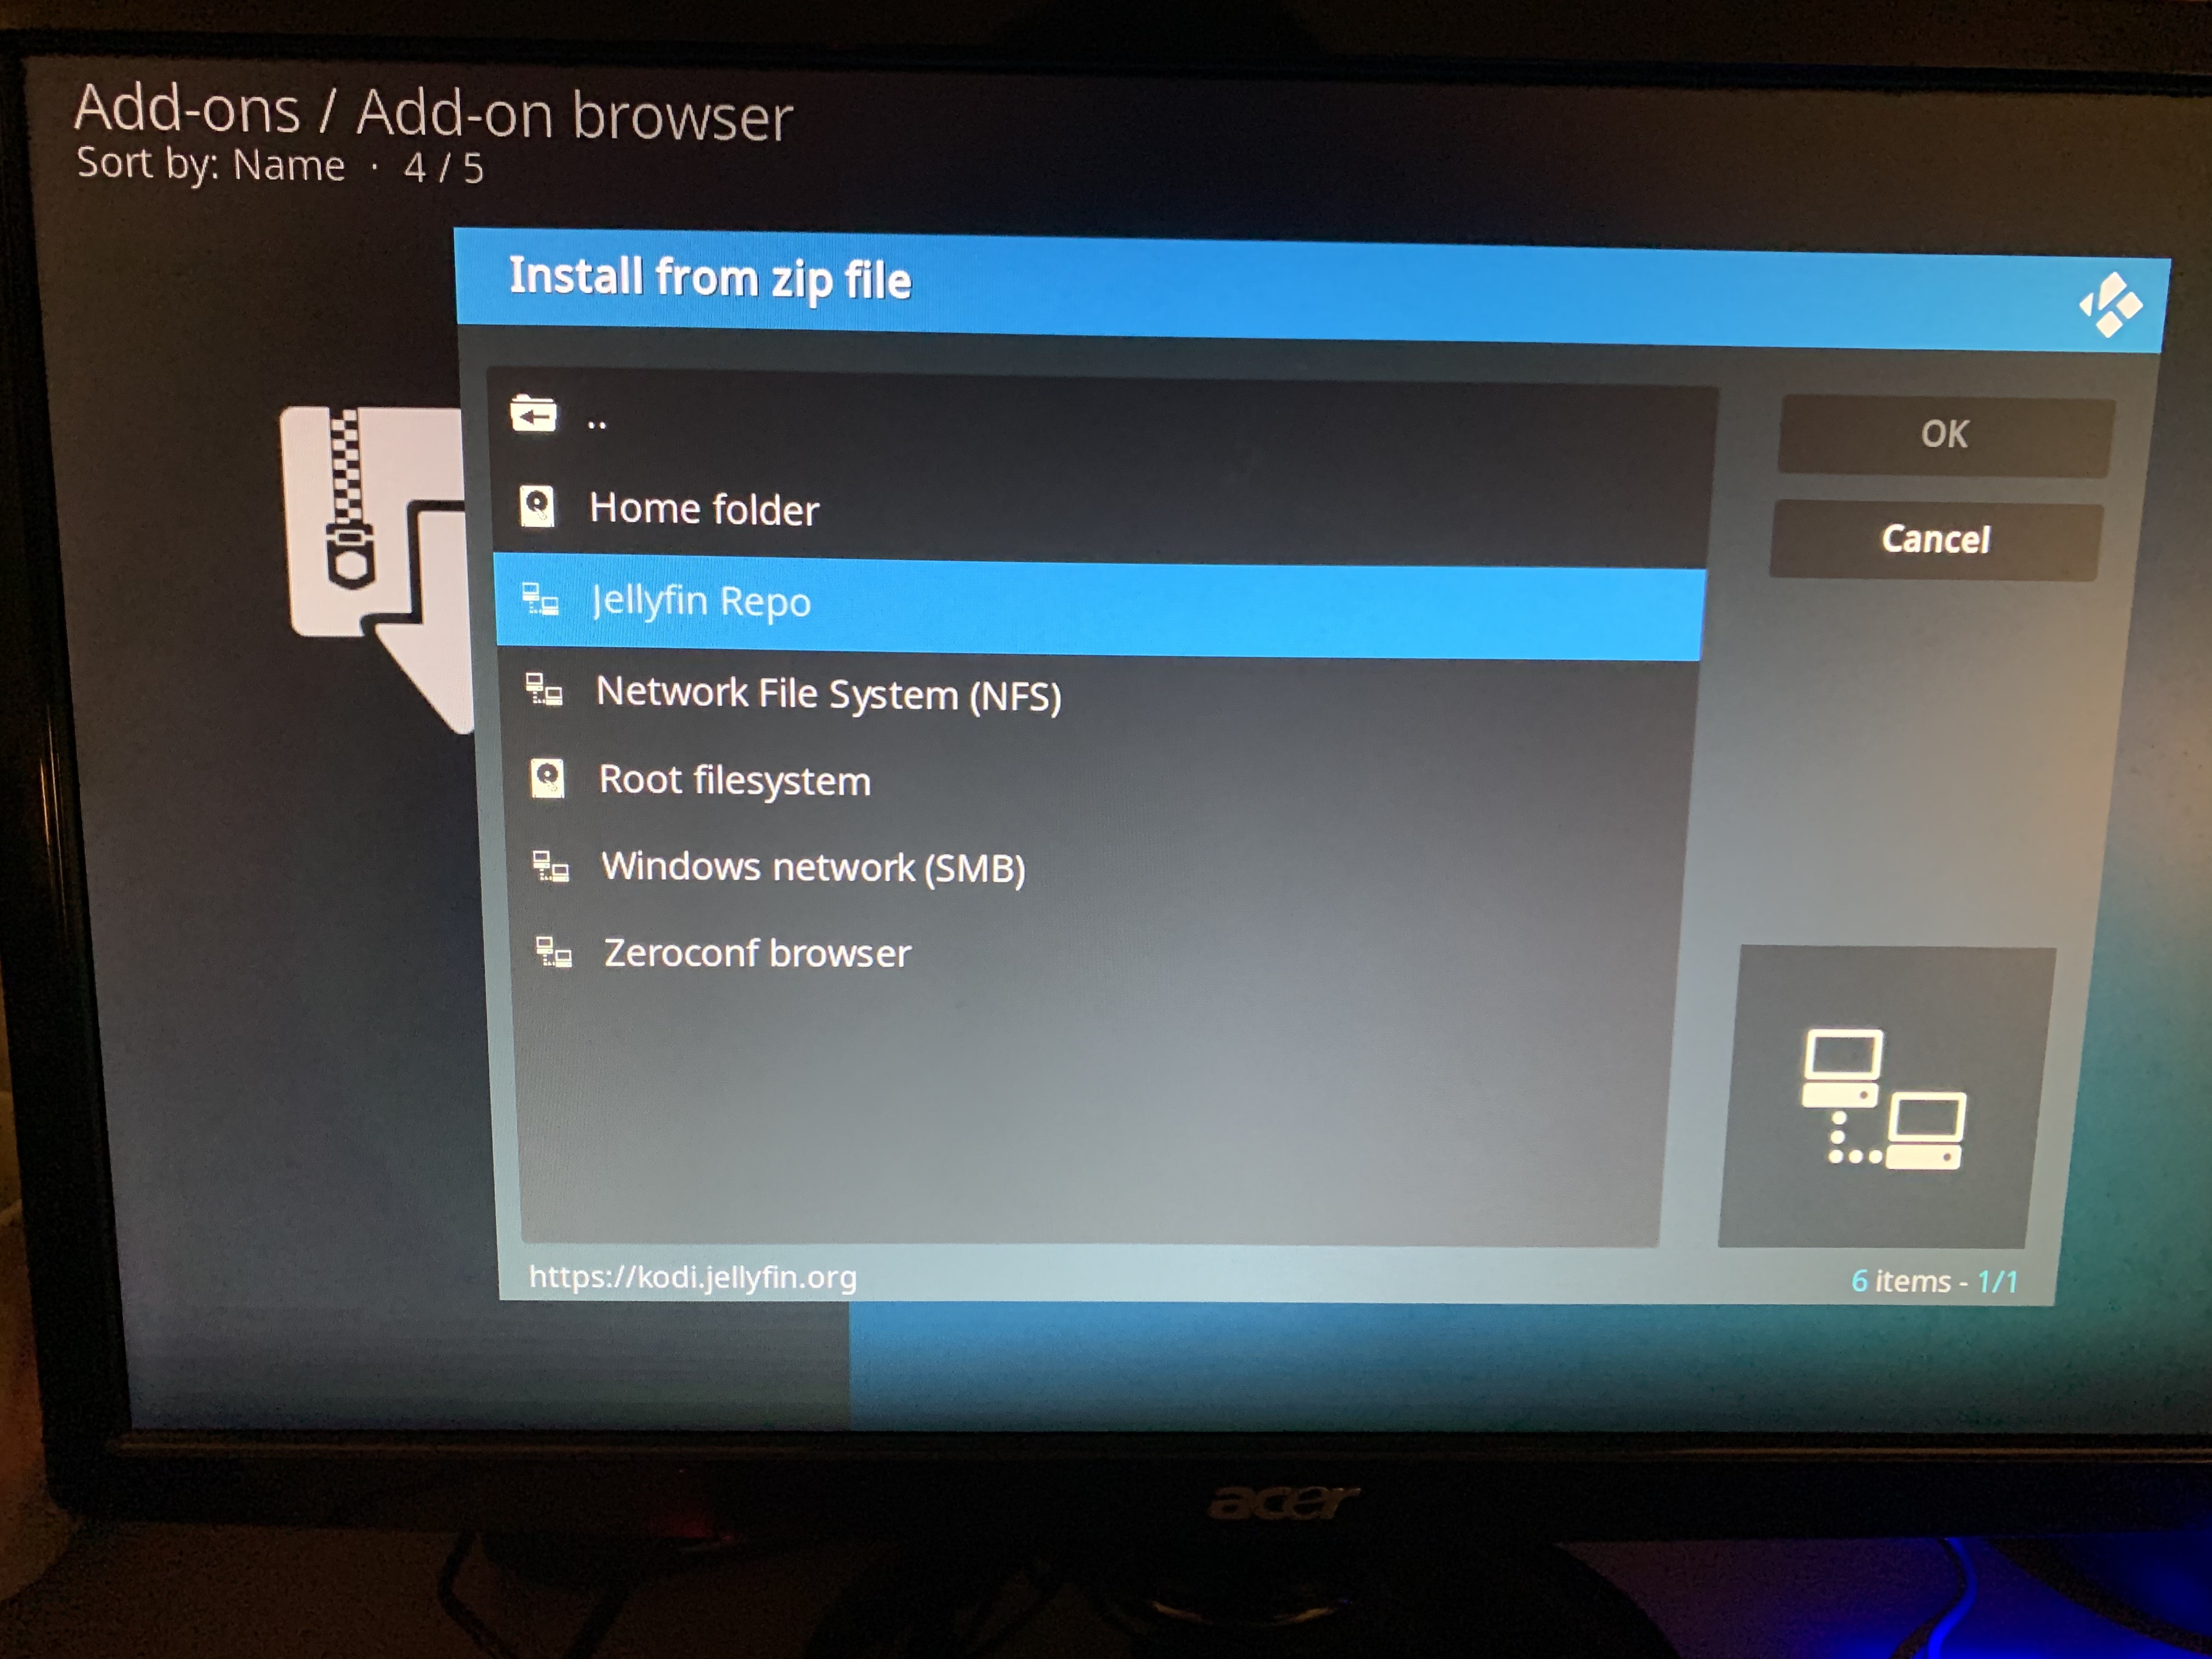 Add-ons / Add-on browser
Sort by: Name · 4 / 5
Install from zip file
..
Home folder
Jellyfin Repo
Network File System (NFS)
Root filesystem
Windows network (SMB)
Zeroconf browser
OK
Cancel
https://kodi.jellyfin.org
6 items - 1/1
acer